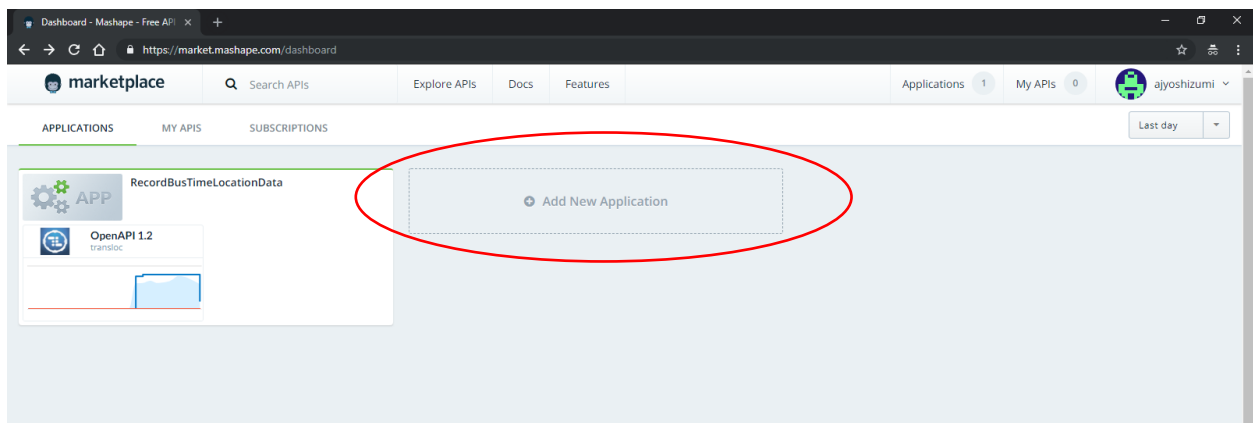 Dashboard - Mashape - Free API
https://market.mashape.com/dashboard
marketplace Search APIs Explore APIs Docs Features Applications 1 My APIs 0 ajyoshizumi
APPLICATIONS MY APIS SUBSCRIPTIONS Last day
APP RecordBusTimeLocationData
Add New Application
OpenAPI 1.2
transloc